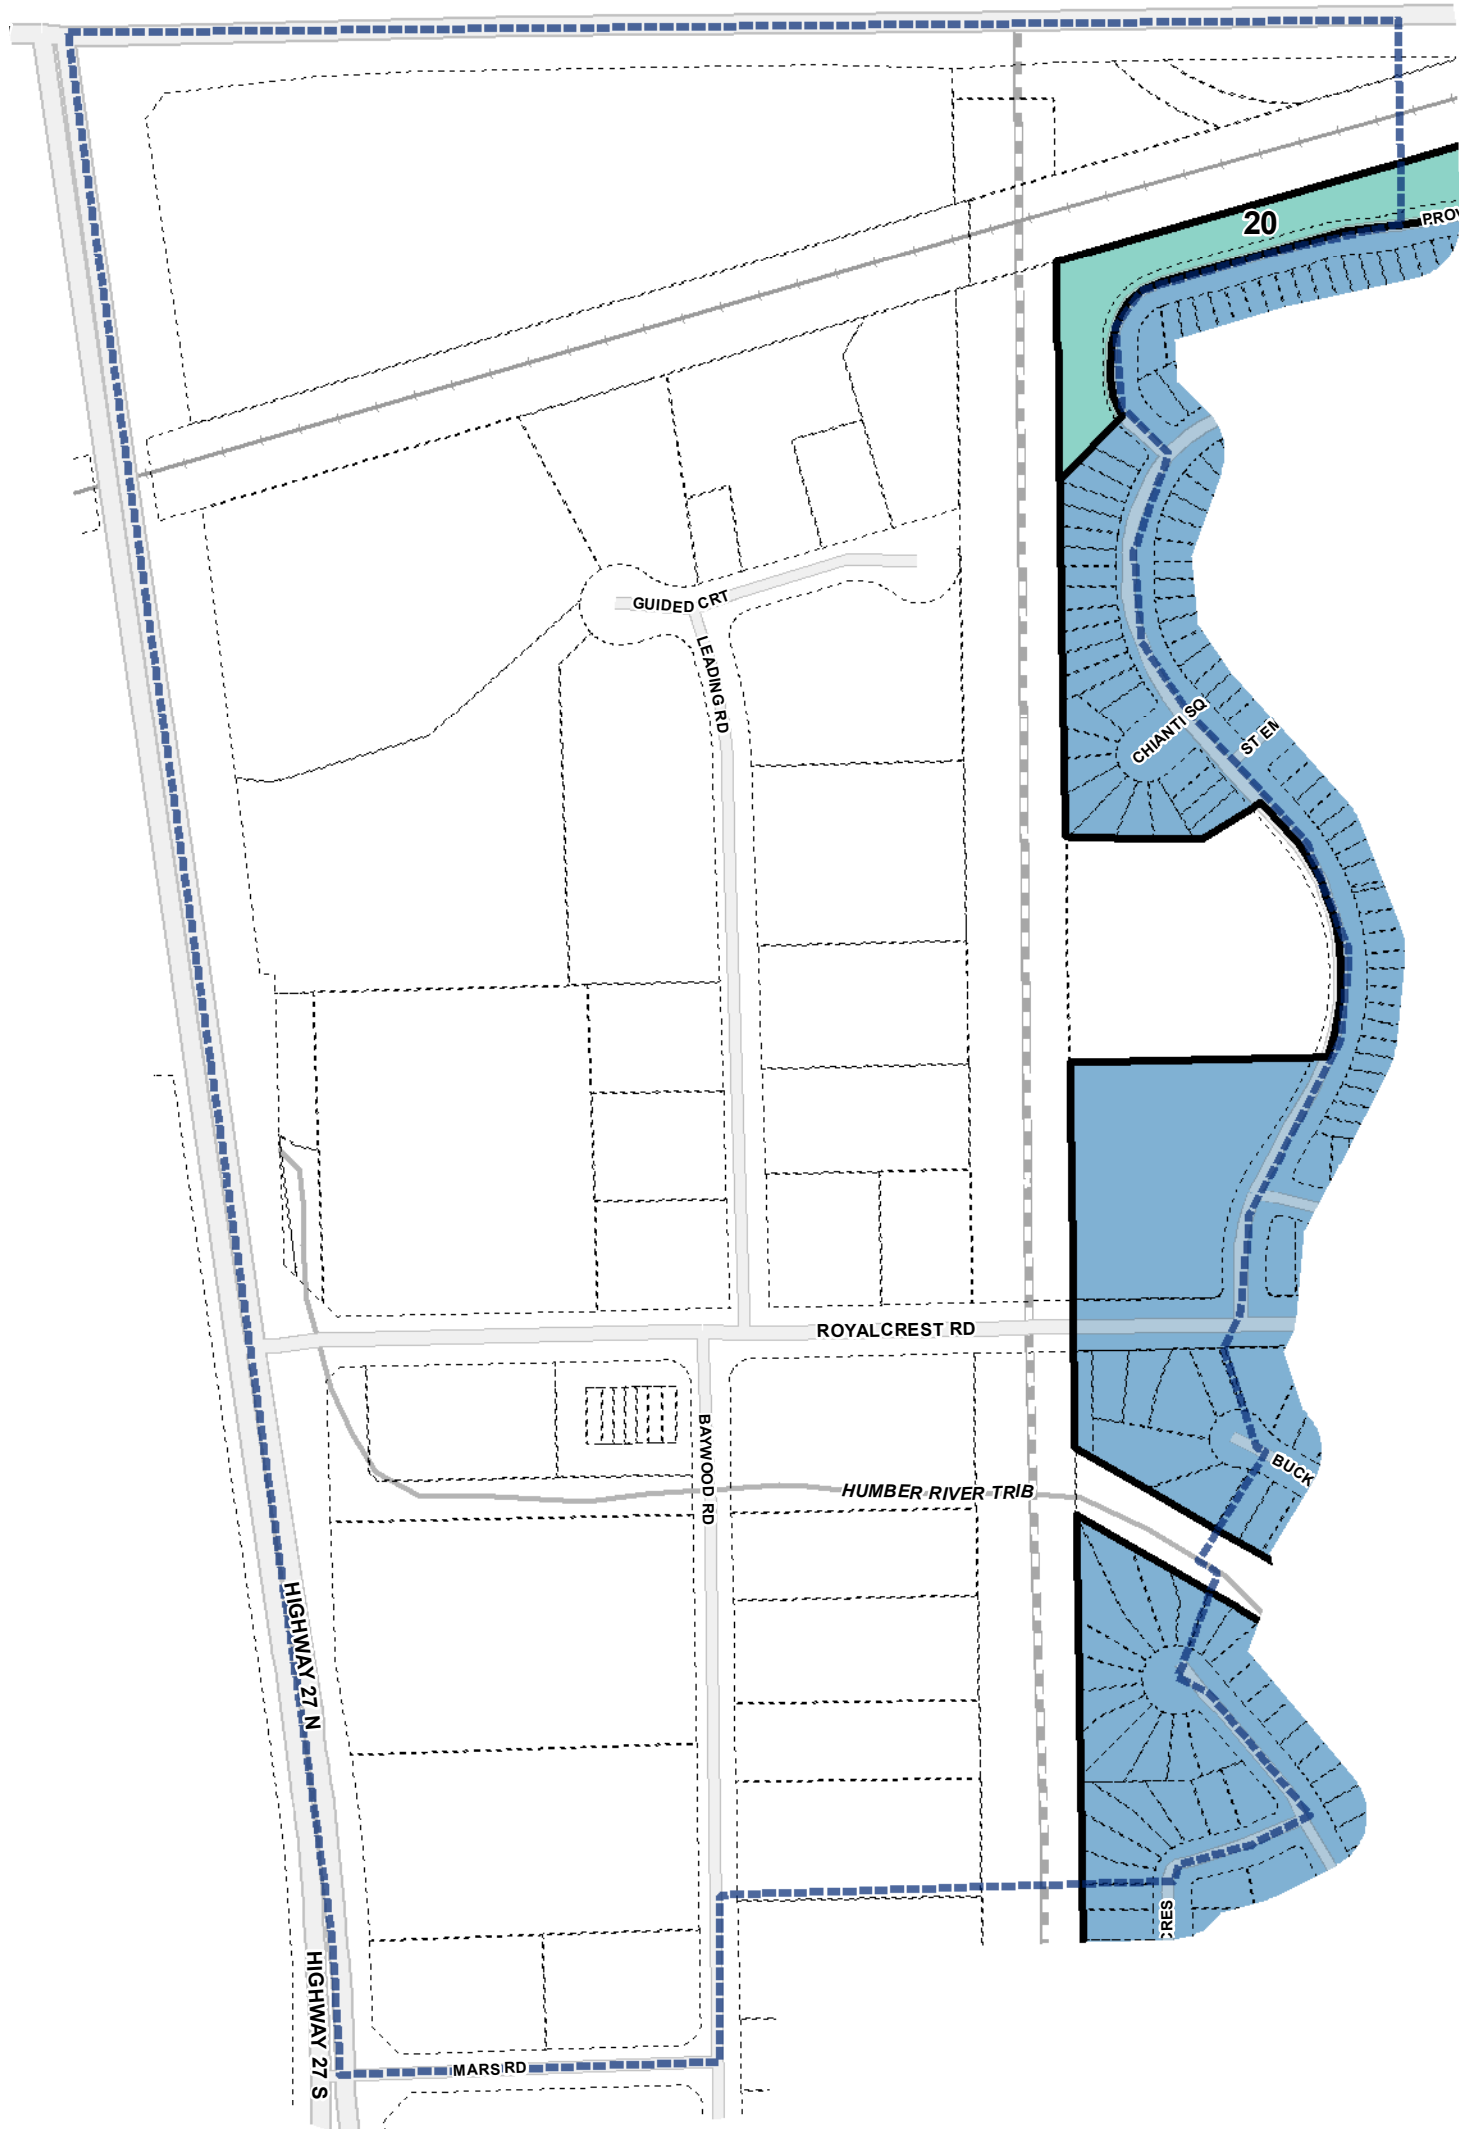 20
PROV
GUIDED CRT
LEADING RD
CHIANTI SQ
ST EM
ROYALCREST RD
BAYWOOD RD
BUCK
HUMBER RIVER TRIB
HIGHWAY 27 N
CRES
HIGHWAY 27 S
MARS RD